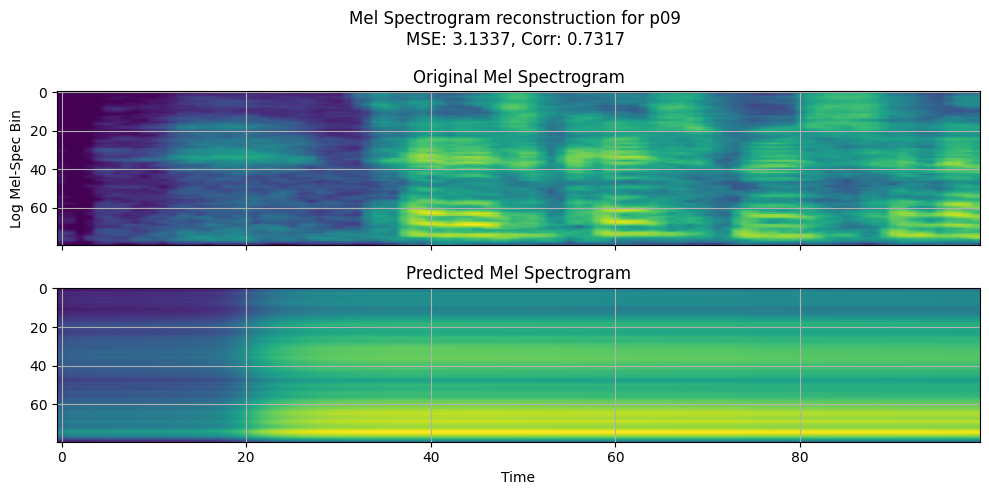 Mel Spectrogram reconstruction for p09
MSE: 3.1337, Corr: 0.7317
Original Mel Spectrogram
0
20
40
60
Log Mel-Spec Bin
Predicted Mel Spectrogram
0
20
40
60
0 20 40 60 80
Time